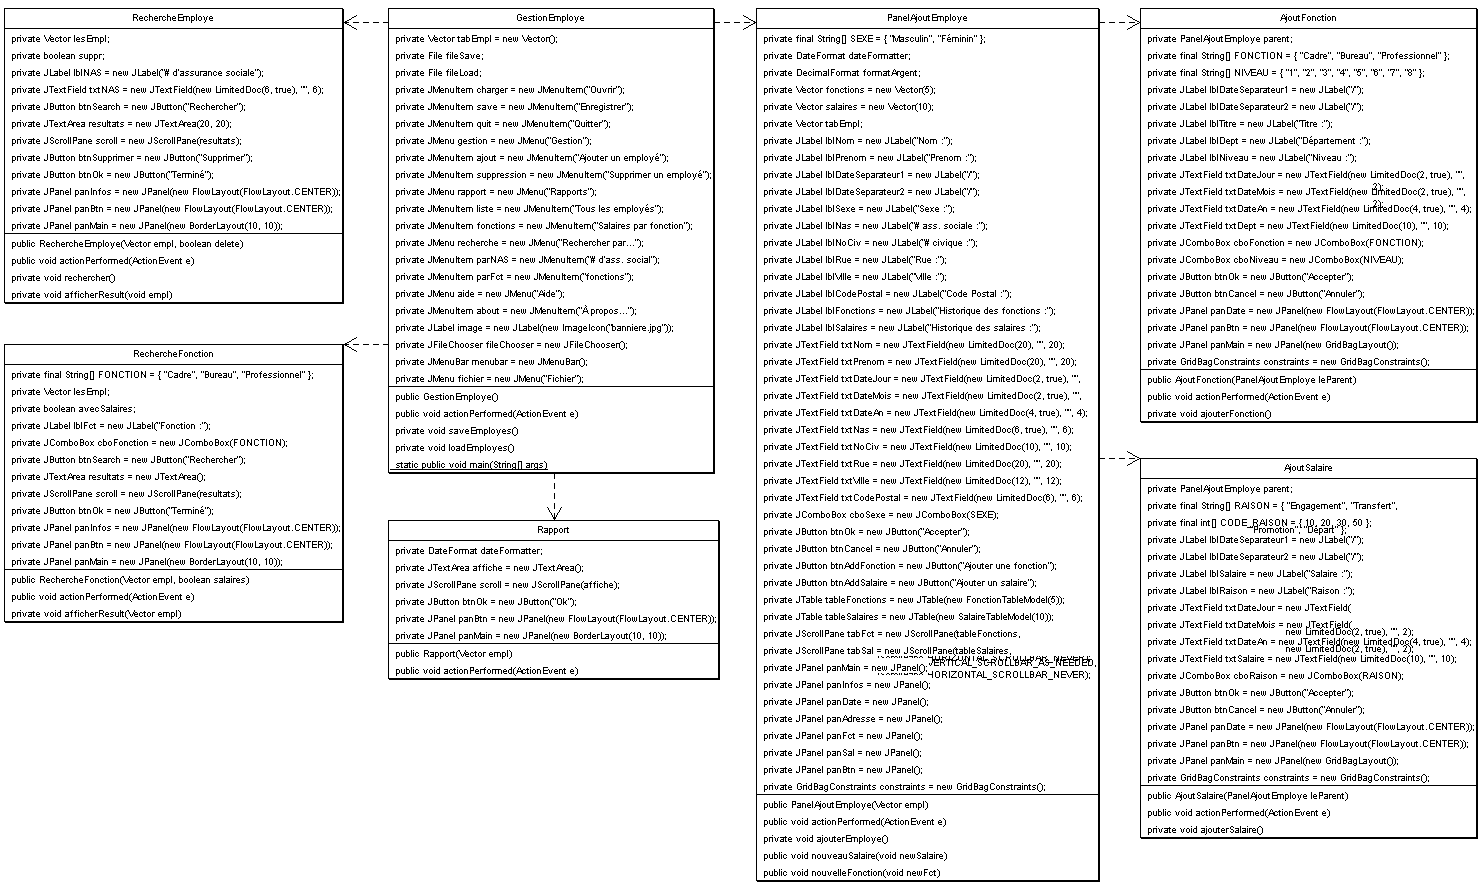 RechercheEmploye
private Vector lesEmpl;
private boolean suppr;
private JLabel lblNAS = new JLabel("# d'assurance sociale");
private JTextField txtNAS = new JTextField(new LimitedDoc(6, true), "", 6);
private JButton btnSearch = new JButton("Rechercher");
private JTextArea resultats = new JTextArea(20, 20);
private JScrollPane scroll = new JScrollPane(resultats);
private JButton btnSupprimer = new JButton("Supprimer");
private JButton btnOk = new JButton("Terminé");
private JPanel panInfos = new JPanel(new FlowLayout(FlowLayout.CENTER));
private JPanel panBtn = new JPanel(new FlowLayout(FlowLayout.CENTER));
private JPanel panMain = new JPanel(new BorderLayout(10, 10));
public RechercheEmploye(Vector empl, boolean delete)
public void actionPerformed(ActionEvent e)
private void rechercher()
private void afficherResult(void empl)
RechercheFonction
private final String[] FONCTION = { "Cadre", "Bureau", "Professionnel" };
private Vector lesEmpl;
private boolean avecSalaires;
private JLabel lblFct = new JLabel("Fonction :");
private JComboBox cboFonction = new JComboBox(FONCTION);
private JButton btnSearch = new JButton("Rechercher");
private JTextArea resultats = new JTextArea();
private JScrollPane scroll = new JScrollPane(resultats);
private JButton btnOk = new JButton("Terminé");
private JPanel panInfos = new JPanel(new FlowLayout(FlowLayout.CENTER));
private JPanel panBtn = new JPanel(new FlowLayout(FlowLayout.CENTER));
private JPanel panMain = new JPanel(new BorderLayout(10, 10));
public RechercheFonction(Vector empl, boolean salaires)
public void actionPerformed(ActionEvent e)
private void afficherResult(Vector empl)
GestionEmploye
private Vector tabEmpl = new Vector();
private File fileSave;
private File fileLoad;
private JMenuItem charger = new JMenuItem("Ouvrir");
private JMenuItem save = new JMenuItem("Enregistrer");
private JMenuItem quit = new JMenuItem("Quitter");
private JMenu gestion = new JMenu("Gestion");
private JMenuItem ajout = new JMenuItem("Ajouter un employé");
private JMenuItem suppression = new JMenuItem("Supprimer un employé");
private JMenu rapport = new JMenu("Rapports");
private JMenuItem liste = new JMenuItem("Tous les employés");
private JMenuItem fonctions = new JMenuItem("Salaires par fonction");
private JMenu recherche = new JMenu("Rechercher par...");
private JMenuItem parNAS = new JMenuItem("# d'ass. social");
private JMenuItem parFct = new JMenuItem("fonctions");
private JMenu aide = new JMenu("Aide");
private JMenuItem about = new JMenuItem("À propos...");
private JLabel image = new JLabel(new ImageIcon("banniere.jpg"));
private JFileChooser fileChooser = new JFileChooser();
private JMenuBar menubar = new JMenuBar();
private JMenu fichier = new JMenu("Fichier");
public GestionEmploye()
public void actionPerformed(ActionEvent e)
private void saveEmployes()
private void loadEmployes()
static public void main(String[] args)
Rapport
private DateFormat dateFormatter;
private JTextArea affiche = new JTextArea();
private JScrollPane scroll = new JScrollPane(affiche);
private JButton btnOk = new JButton("Ok");
private JPanel panBtn = new JPanel(new FlowLayout(FlowLayout.CENTER));
private JPanel panMain = new JPanel(new BorderLayout(10, 10));
public Rapport(Vector empl)
public void actionPerformed(ActionEvent e)
PanelAjoutEmploye
private final String[] SEXE = { "Masculin", "Féminin" };
private DateFormat dateFormatter;
private DecimalFormat formatArgent;
private Vector fonctions = new Vector(5);
private Vector salaires = new Vector(10);
private Vector tabEmpl;
private JLabel lblNom = new JLabel("Nom :");
private JLabel lblPrenom = new JLabel("Prenom :");
private JLabel lblDateSeparateur1 = new JLabel("/");
private JLabel lblDateSeparateur2 = new JLabel("/");
private JLabel lblSexe = new JLabel("Sexe :");
private JLabel lblNas = new JLabel("# ass. sociale :");
private JLabel lblNoCiv = new JLabel("# civique :");
private JLabel lblRue = new JLabel("Rue :");
private JLabel lblVille = new JLabel("Ville :");
private JLabel lblCodePostal = new JLabel("Code Postal :");
private JLabel lblFonctions = new JLabel("Historique des fonctions :");
private JLabel lblSalaires = new JLabel("Historique des salaires :");
private JTextField txtNom = new JTextField(new LimitedDoc(20), "", 20);
private JTextField txtPrenom = new JTextField(new LimitedDoc(20), "", 20);
private JTextField txtDateJour = new JTextField(new LimitedDoc(2, true), "",
private JTextField txtDateMois = new JTextField(new LimitedDoc(2, true), "",
private JTextField txtDateAn = new JTextField(new LimitedDoc(4, true), "", 4);
private JTextField txtNas = new JTextField(new LimitedDoc(6, true), "", 6);
private JTextField txtNoCiv = new JTextField(new LimitedDoc(10), "", 10);
private JTextField txtRue = new JTextField(new LimitedDoc(20), "", 20);
private JTextField txtVille = new JTextField(new LimitedDoc(12), "", 12);
private JTextField txtCodePostal = new JTextField(new LimitedDoc(6), "", 6);
private JComboBox cboSexe = new JComboBox(SEXE);
private JButton btnOk = new JButton("Accepter");
private JButton btnCancel = new JButton("Annuler");
private JButton btnAddFonction = new JButton("Ajouter une fonction");
private JButton btnAddSalaire = new JButton("Ajouter un salaire");
private JTable tableFonctions = new JTable(new FonctionTableModel(5));
private JTable tableSalaires = new JTable(new SalaireTableModel(10));
private JScrollPane tabFct = new JScrollPane(tableFonctions,
private JScrollPane tabSal = new JScrollPane(tableSalaires,
VERTICAL_SCROLLBAR_AS_NEEDED,
private JPanel panMain = new JPanel();
HORIZONTAL_SCROLLBAR_NEVER);
private JPanel panInfos = new JPanel();
private JPanel panDate = new JPanel();
private JPanel panAdresse = new JPanel();
private JPanel panFct = new JPanel();
private JPanel panSal = new JPanel();
private JPanel panBtn = new JPanel();
private GridBagConstraints constraints = new GridBagConstraints();
public PanelAjoutEmploye(Vector empl)
public void actionPerformed(ActionEvent e)
private void ajouterEmploye()
public void nouveauSalaire(void newSalaire)
public void nouvelleFonction(void newFct)
AjoutFonction
private PanelAjoutEmploye parent;
private final String[] FONCTION = { "Cadre", "Bureau", "Professionnel" };
private final String[] NIVEAU = { "1", "2", "3", "4", "5", "6", "7", "8" };
private JLabel lblDateSeparateur1 = new JLabel("/");
private JLabel lblDateSeparateur2 = new JLabel("/");
private JLabel lblTitre = new JLabel("Titre :");
private JLabel lblDept = new JLabel("Département :");
private JLabel lblNiveau = new JLabel("Niveau :");
private JTextField txtDateJour = new JTextField(new LimitedDoc(2, true), "",
2);
private JTextField txtDateMois = new JTextField(new LimitedDoc(2, true), "",
2);
private JTextField txtDateAn = new JTextField(new LimitedDoc(4, true), "", 4);
private JTextField txtDept = new JTextField(new LimitedDoc(10), "", 10);
private JComboBox cboFonction = new JComboBox(FONCTION);
private JComboBox cboNiveau = new JComboBox(NIVEAU);
private JButton btnOk = new JButton("Accepter");
private JButton btnCancel = new JButton("Annuler");
private JPanel panDate = new JPanel(new FlowLayout(FlowLayout.CENTER));
private JPanel panBtn = new JPanel(new FlowLayout(FlowLayout.CENTER));
private JPanel panMain = new JPanel(new GridBagLayout());
private GridBagConstraints constraints = new GridBagConstraints();
public AjoutFonction(PanelAjoutEmploye leParent)
public void actionPerformed(ActionEvent e)
private void ajouterFonction()
AjoutSalaire
private PanelAjoutEmploye parent;
private final String[] RAISON = { "Engagement", "Transfert",
private final int[] CODE_RAISON = { 10, 20, 30, 50 };
"Promotion", "Départ" };
private JLabel lblDateSeparateur1 = new JLabel("/");
private JLabel lblDateSeparateur2 = new JLabel("/");
private JLabel lblSalaire = new JLabel("Salaire :");
private JLabel lblRaison = new JLabel("Raison :");
private JTextField txtDateJour = new JTextField(
private JTextField txtDateMois = new JTextField(
new LimitedDoc(2, true), "", 2);
private JTextField txtDateAn = new JTextField(new LimitedDoc(4, true), "", 4);
new LimitedDoc(2, true), "", 2);
private JTextField txtSalaire = new JTextField(new LimitedDoc(10), "", 10);
private JComboBox cboRaison = new JComboBox(RAISON);
private JButton btnOk = new JButton("Accepter");
private JButton btnCancel = new JButton("Annuler");
private JPanel panDate = new JPanel(new FlowLayout(FlowLayout.CENTER));
private JPanel panBtn = new JPanel(new FlowLayout(FlowLayout.CENTER));
private JPanel panMain = new JPanel(new GridBagLayout());
private GridBagConstraints constraints = new GridBagConstraints();
public AjoutSalaire(PanelAjoutEmploye leParent)
public void actionPerformed(ActionEvent e)
private void ajouterSalaire()